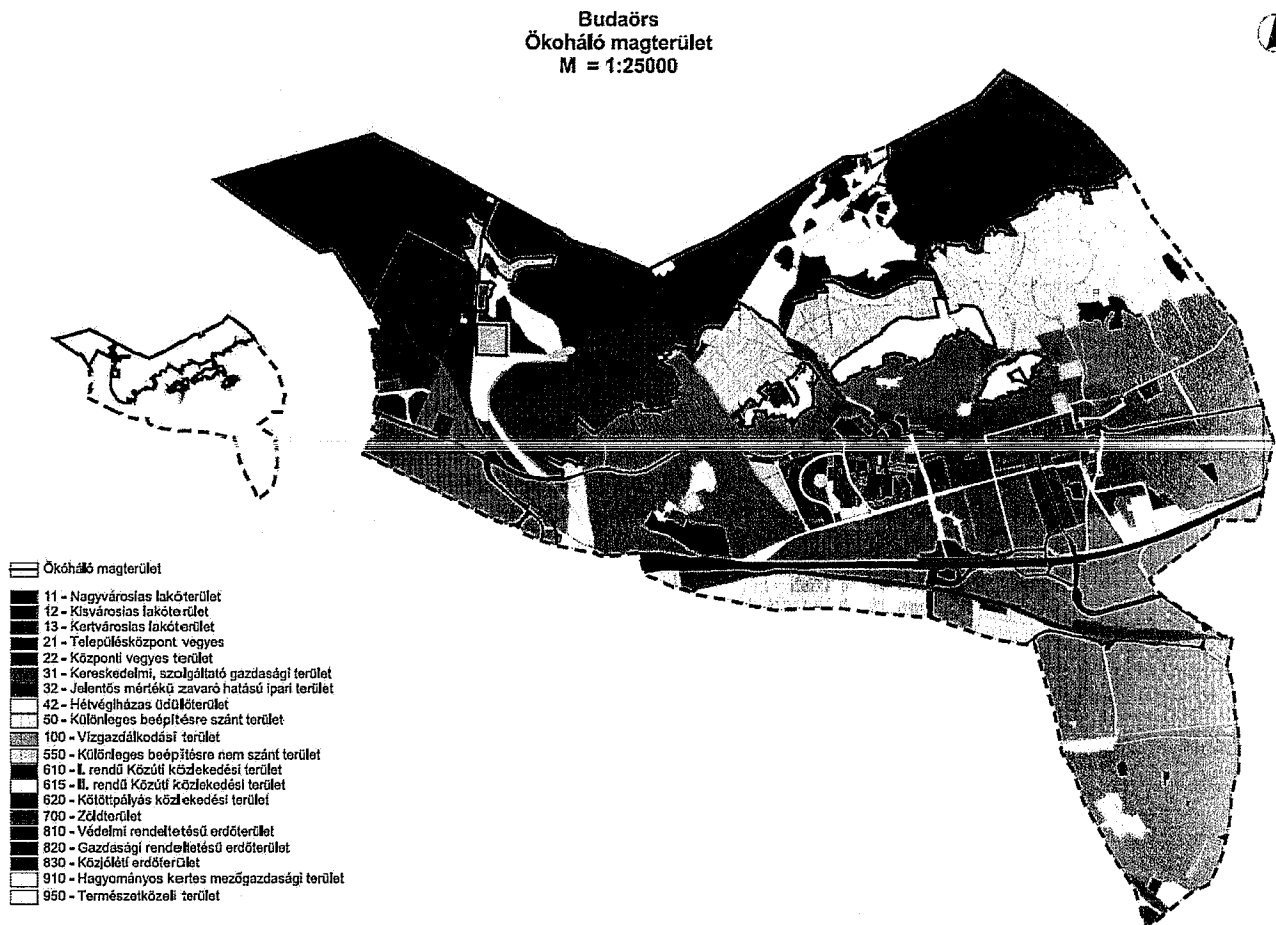 Budaörs
Ökoháló magterület
M = 1:25000
Ökóháló magterület
11 - Nagyvárosias lakóterület
12 - Kisvárosias lakóterület
13 - Kertvárosias lakóterület
21 - Településközpont vegyes
22 - Központi vegyes terület
31 - Kereskedelmi, szolgáltató gazdasági terület
32 - Jelentős mértékű zavaró hatású ipari terület
42 - Hétvégiházas üdülőterület
50 - Különleges beépítésre szánt terület
100 - Vízgazdálkodási terület
550 - Különleges beépítésre nem szánt terület
610 - I. rendű Közúti közlekedési terület
615 - II. rendű Közúti közlekedési terület
620 - Kötöttpályás közlekedési terület
700 - Zöldterület
810 - Védelmi rendeltetésű erdőterület
820 - Gazdasági rendeltetésű erdőterület
830 - Közjóléti erdőterület
910 - Hagyományos kertes mezőgazdasági terület
950 - Természetközeli terület